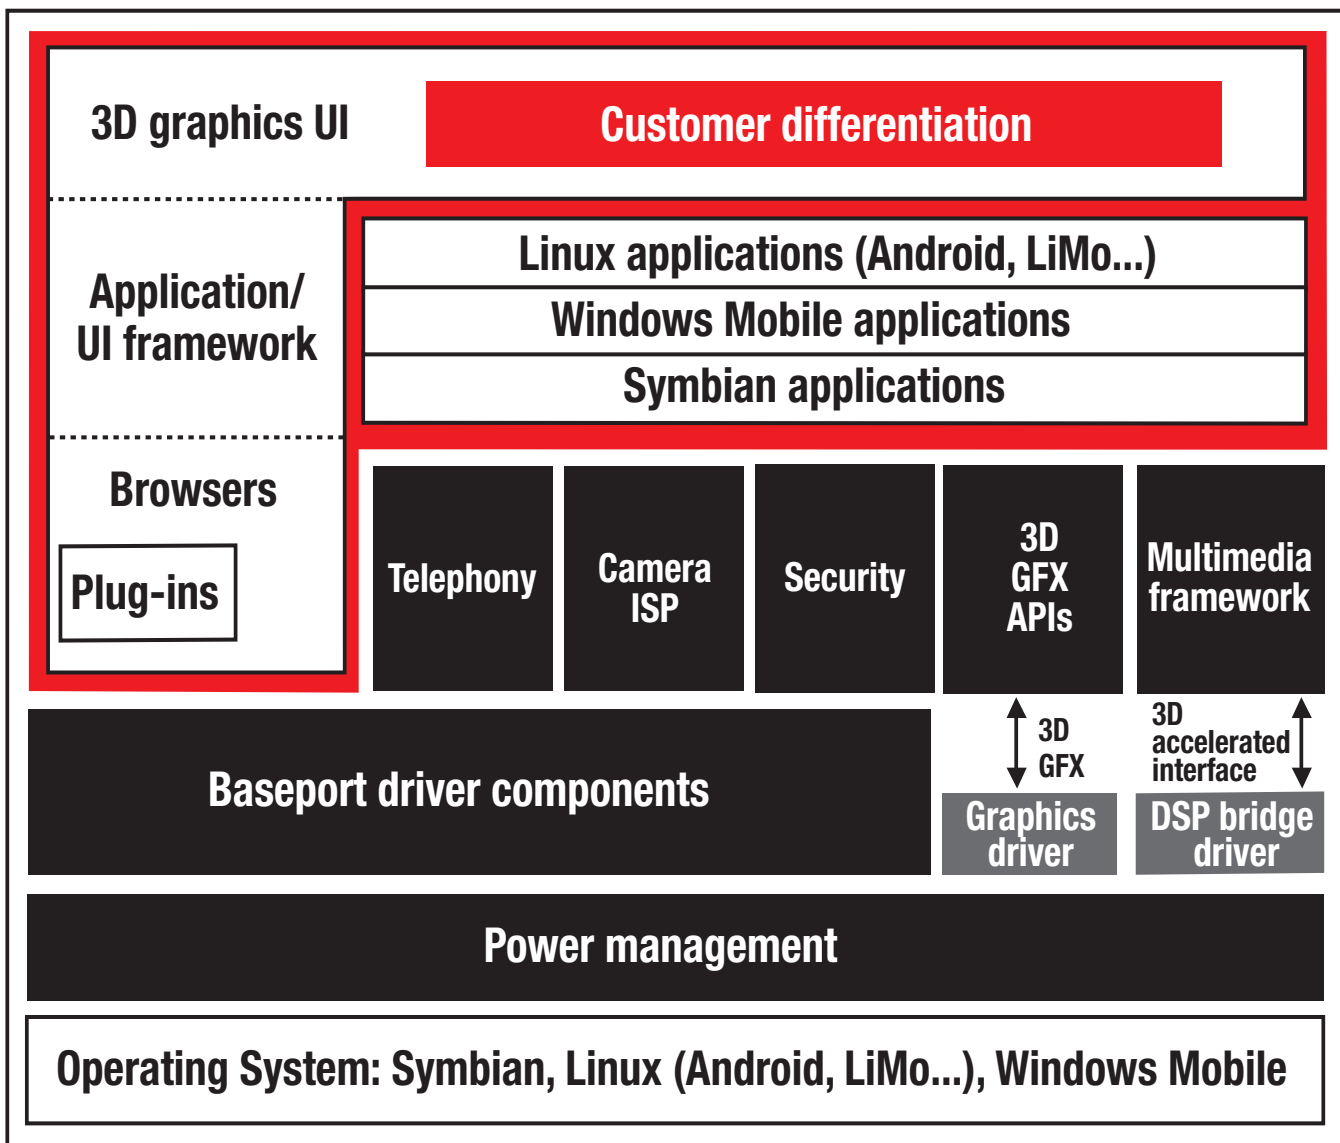 3D graphics UI
Customer differentiation
Application/
UI framework
Linux applications (Android, LiMo...)
Windows Mobile applications
Symbian applications
Browsers
Plug-ins
Telephony
Camera
ISP
Security
3D
GFX
APIs
Multimedia
framework
3D
GFX
3D
accelerated
interface
Baseport driver components
Graphics
driver
DSP bridge
driver
Power management
Operating System: Symbian, Linux (Android, LiMo...), Windows Mobile